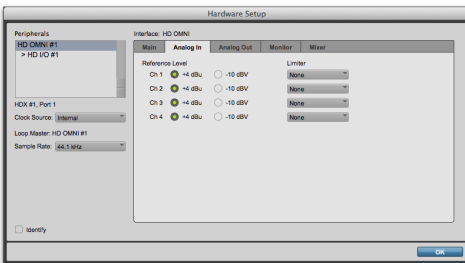 Hardware Setup
Peripherals
HD OMNI #1
> HD I/O #1
HDX #1, Port 1
Clock Source: Internal
Loop Master: HD OMNI #1
Sample Rate: 44.1 kHz
Identify
Interface: HD OMNI
Main Analog In Analog Out Monitor Mixer
Reference Level Limiter
Ch 1 +4 dBu -10 dBV None
Ch 2 +4 dBu -10 dBV None
Ch 3 +4 dBu -10 dBV None
Ch 4 +4 dBu -10 dBV None
OK